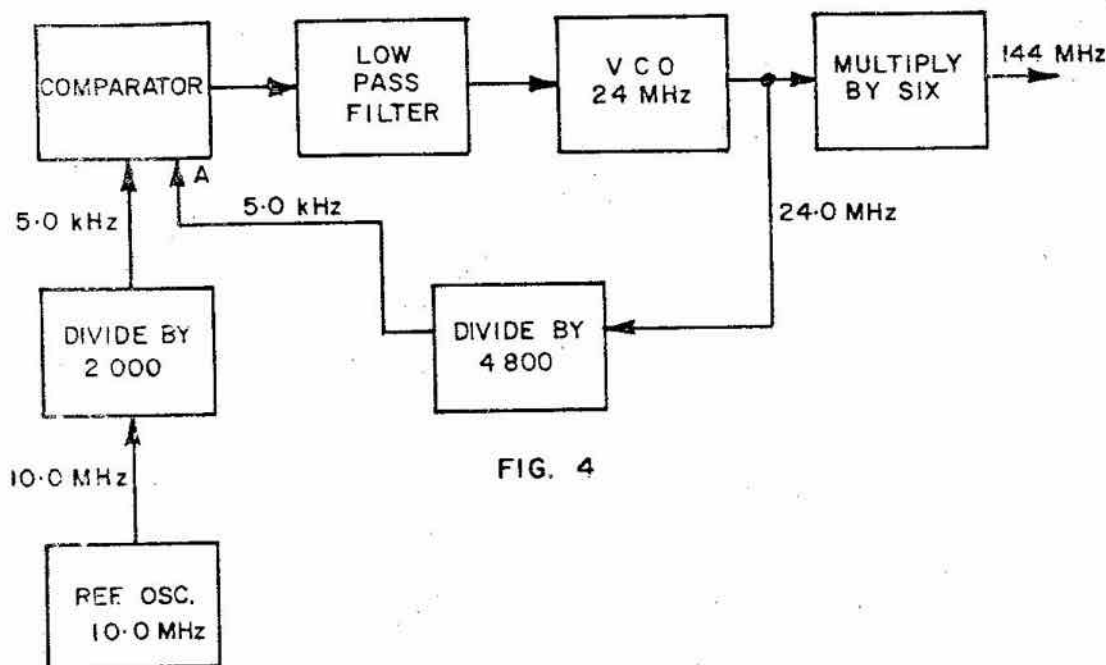 COMPARATOR
LOW
PASS
FILTER
VCO
24 MHz
MULTIPLY
BY SIX
144 MHz
A
5·0 kHz
5·0 kHz
24·0 MHz
DIVIDE BY
2 000
DIVIDE BY
4 800
10·0 MHz
FIG. 4
REF. OSC.
10·0 MHz